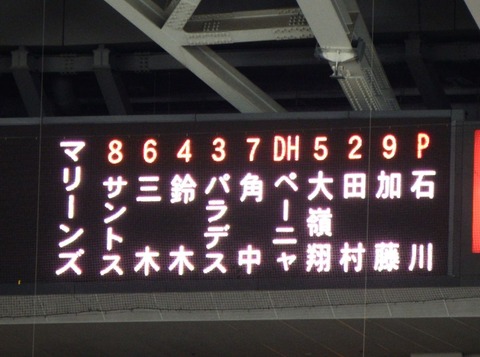 マリーンズ
8 サントス
6 三木
4 鈴木
3 パラデス
7 角中
DH ペーニャ
5 大嶺翔
2 田村
9 加藤
P 石川